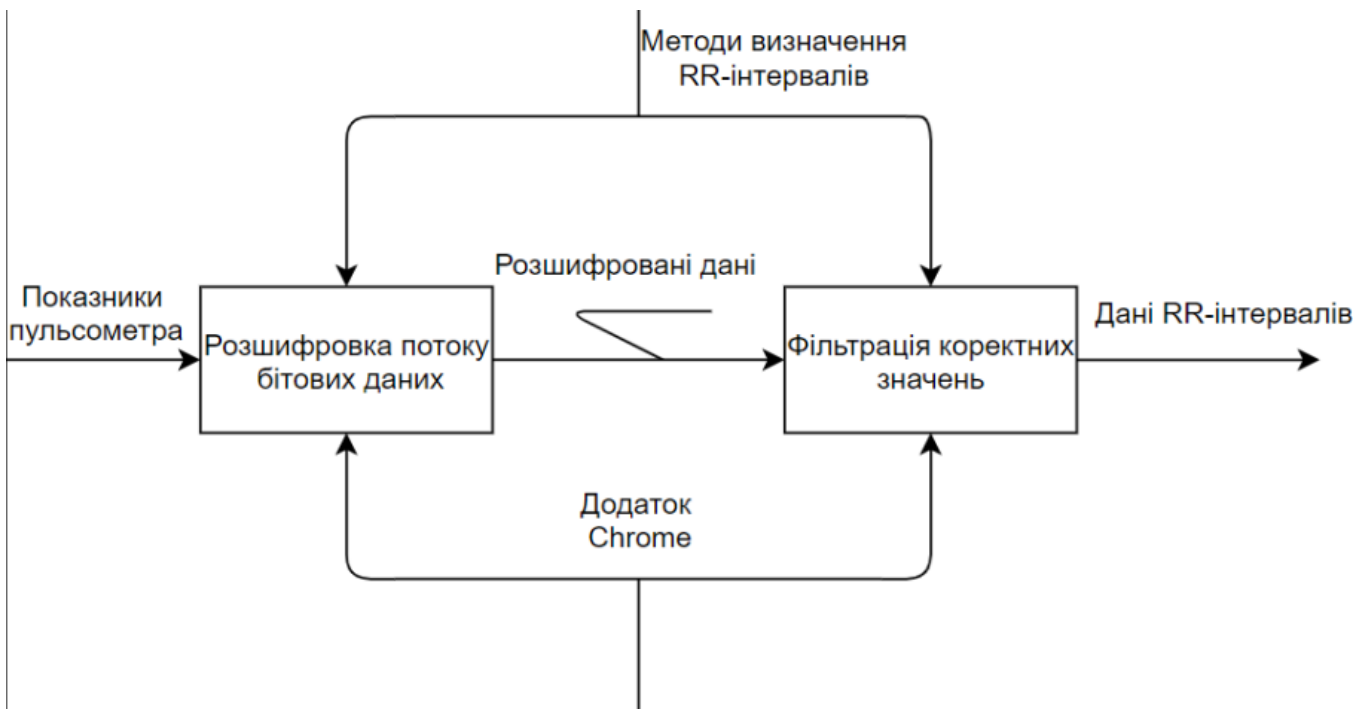 Методи визначення
RR-інтервалів
Розшифровані дані
Показники
пульсометра
Розшифровка потоку
бітових даних
Фільтрація коректних
значень
Дані RR-інтервалів
Додаток
Chrome